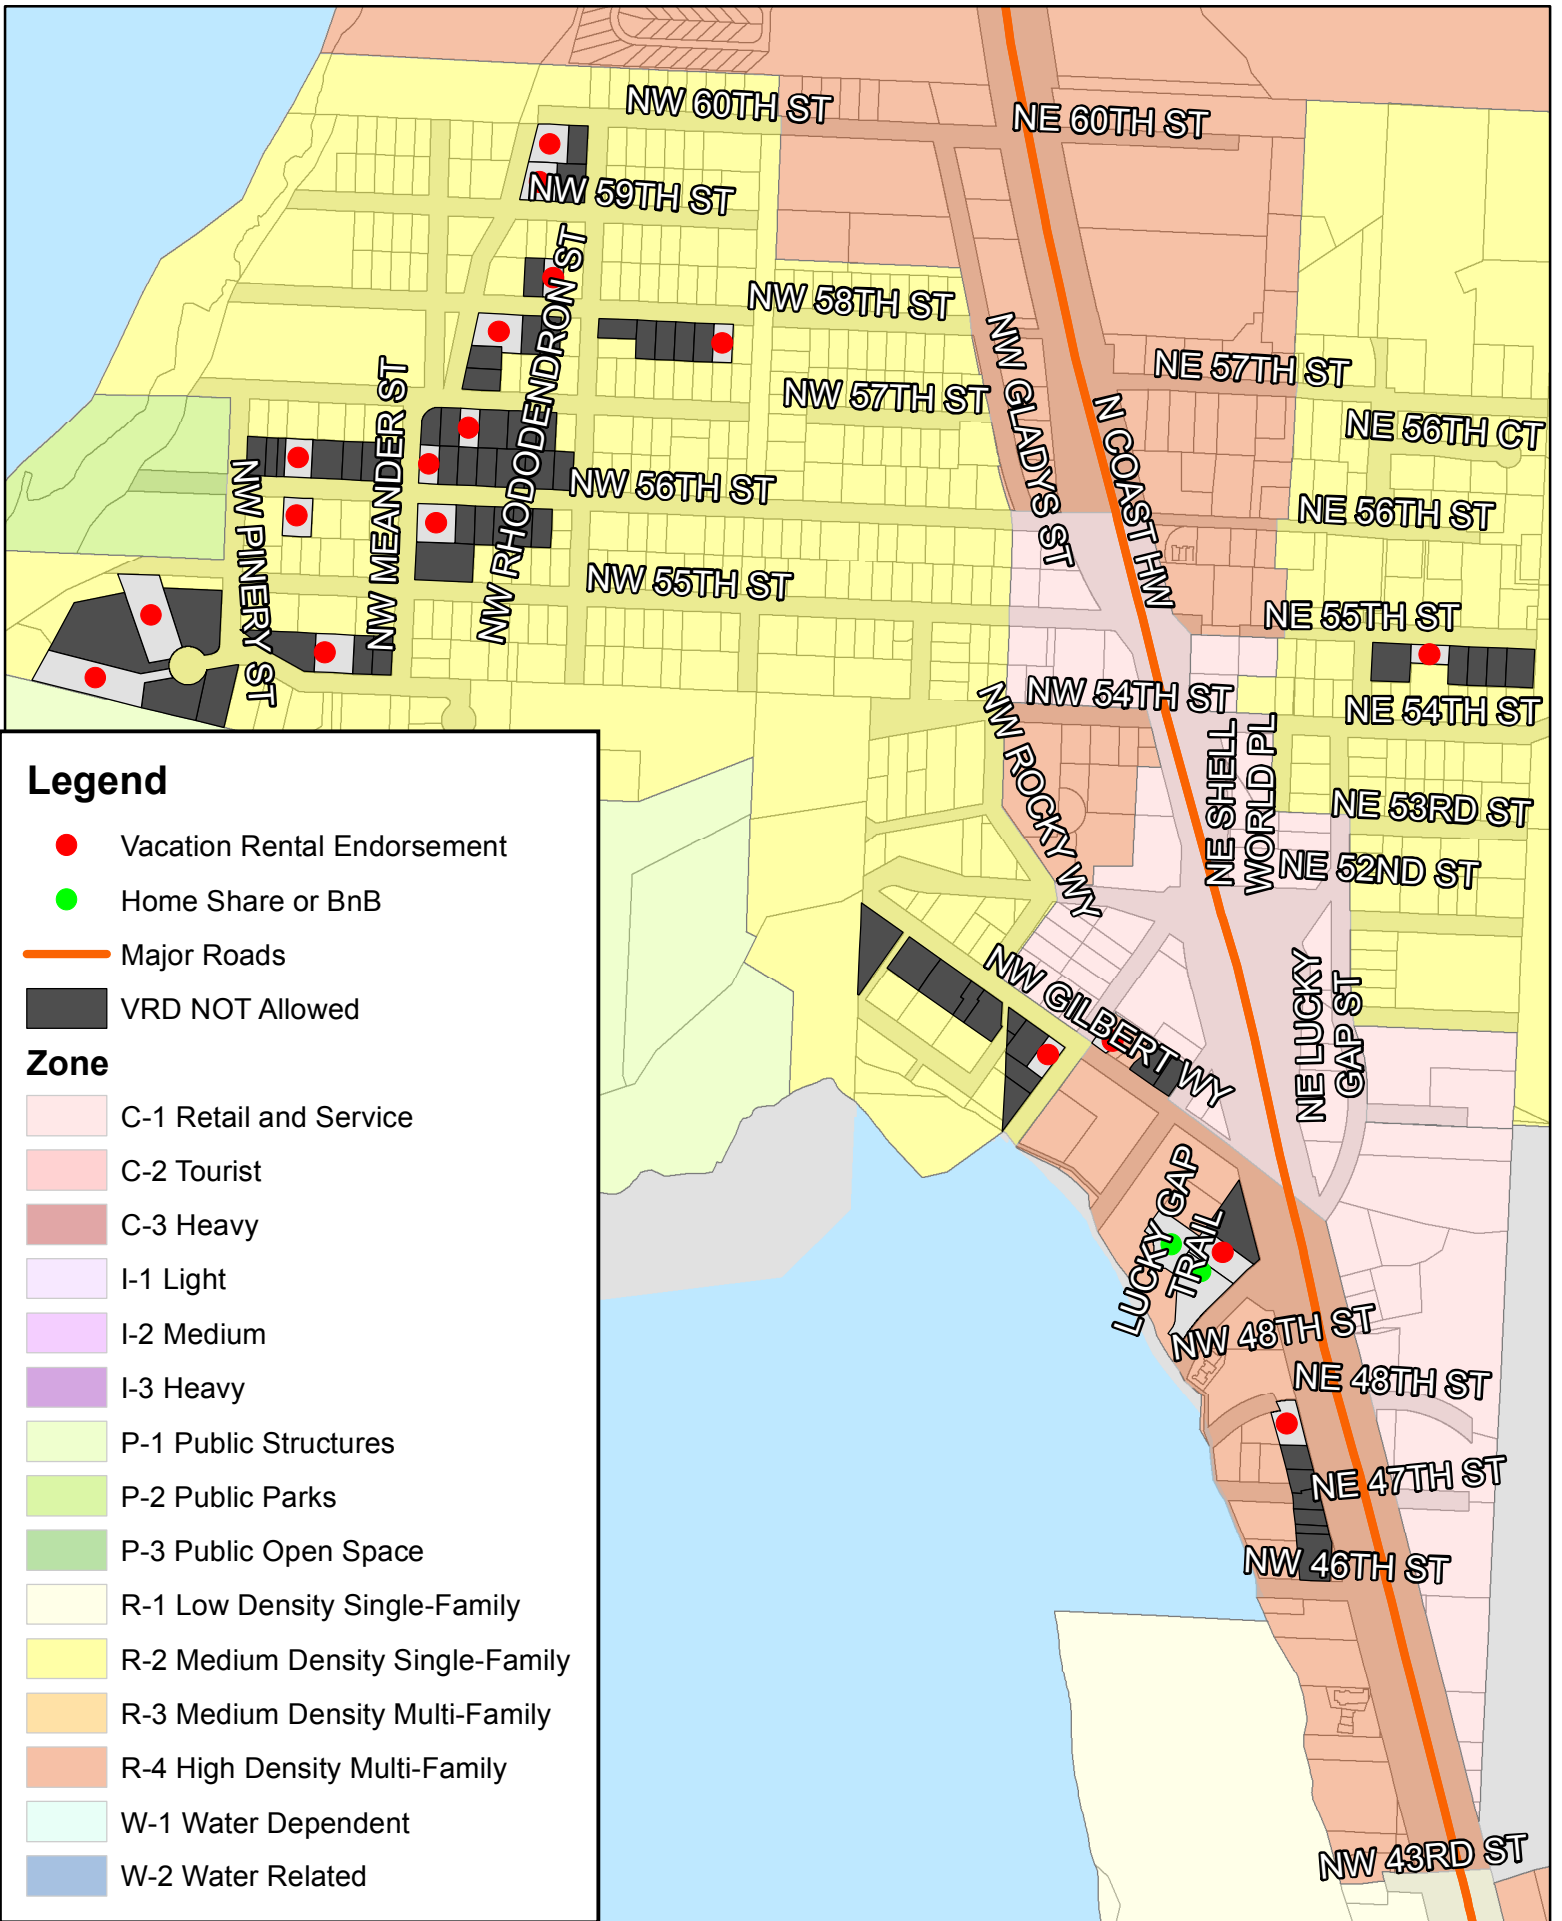 NW 60TH ST
NE 60TH ST
NW 59TH ST
NW RHODODENDRON ST
NW 58TH ST
NW GLADYS ST
NE 57TH ST
NW MEANDER ST
NW 57TH ST
N COAST HW
NE 56TH CT
NW PINERY ST
NW 56TH ST
NE 56TH ST
NW 55TH ST
NE 55TH ST
NW ROCKY WY
NW 54TH ST
NE 54TH ST
NE SHELL
WORLD PL
NE 53RD ST
NE 52ND ST
NW GILBERT WY
NE LUCKY
GAP ST
LUCKY GAP
TRAIL
NW 48TH ST
NE 48TH ST
NE 47TH ST
NW 46TH ST
NW 43RD ST
Legend
Vacation Rental Endorsement
Home Share or BnB
Major Roads
VRD NOT Allowed
Zone
C-1 Retail and Service
C-2 Tourist
C-3 Heavy
I-1 Light
I-2 Medium
I-3 Heavy
P-1 Public Structures
P-2 Public Parks
P-3 Public Open Space
R-1 Low Density Single-Family
R-2 Medium Density Single-Family
R-3 Medium Density Multi-Family
R-4 High Density Multi-Family
W-1 Water Dependent
W-2 Water Related